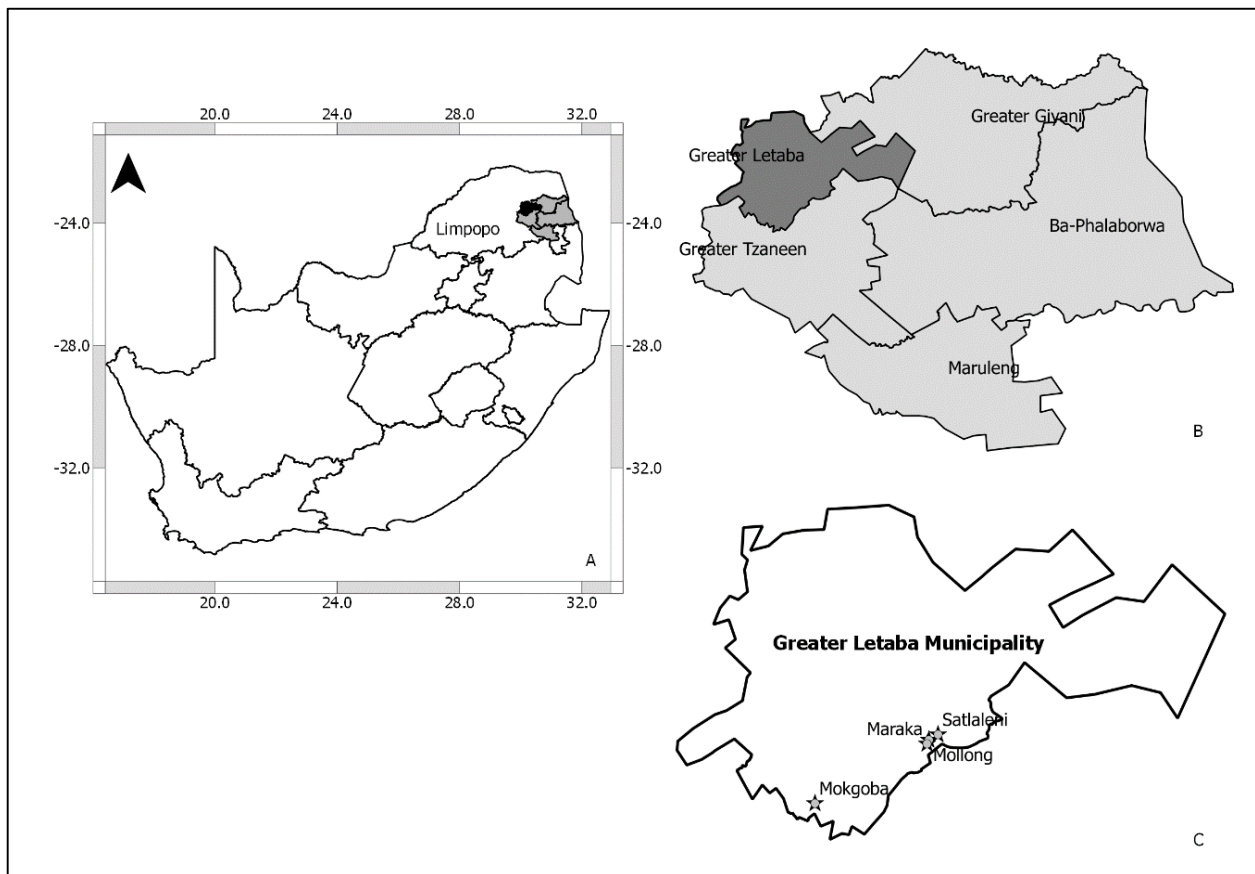 20.0
24.0
28.0
32.0
-24.0
-24.0
Limpopo
-28.0
-28.0
-32.0
-32.0
A
20.0
24.0
28.0
32.0
Greater Giyani
Greater Letaba
Ba-Phalaborwa
Greater Tzaneen
Maruleng
B
Greater Letaba Municipality
Satlaleni
Maraka
Mollong
Mokgoba
C